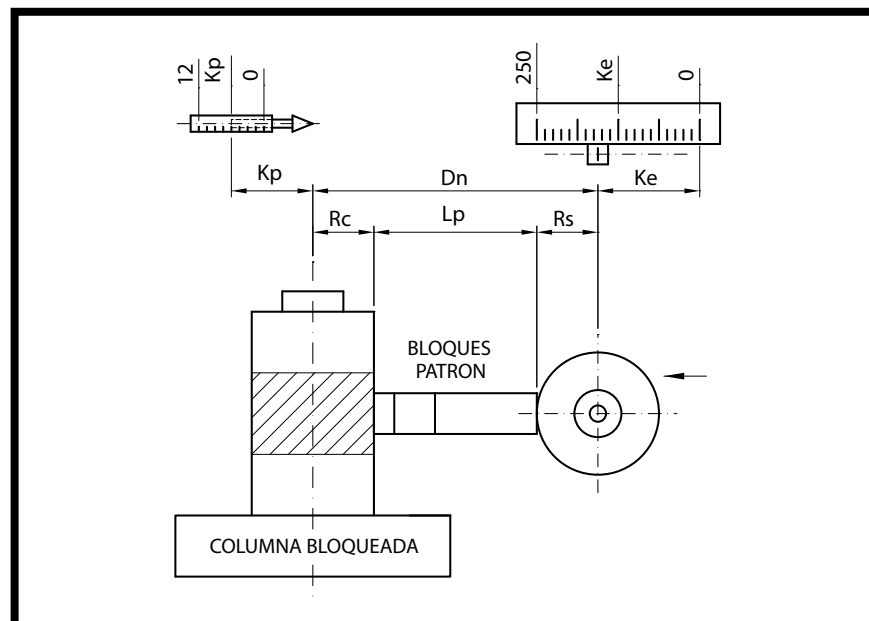 12
Kp
0
250
Ke
0
Kp
Dn
Ke
Rc
Lp
Rs
BLOQUES
PATRON
COLUMNA BLOQUEADA